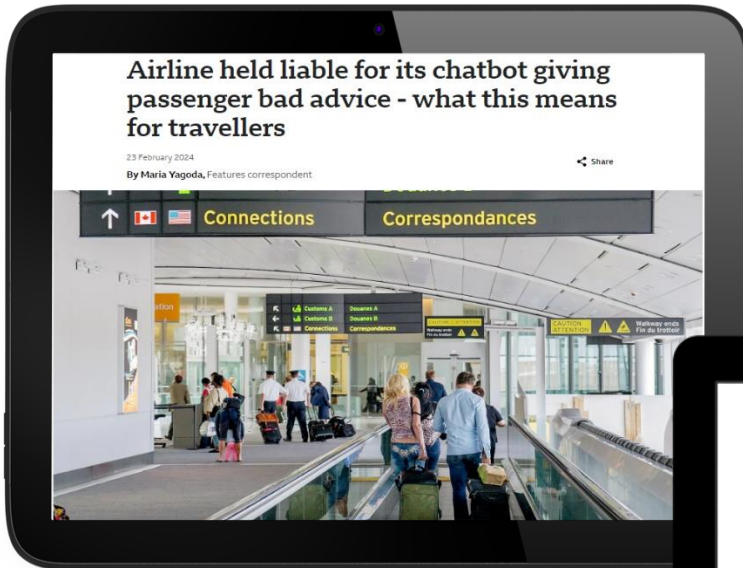 Airline held liable for its chatbot giving
passenger bad advice - what this means
for travellers
23 February 2024
Share
By Maria Yagoda, Features correspondent
Connections
Correspondances
Customs A
Douanes A
Customs B
Douanes B
Connections
Correspondances
CAUTION
ATTENTION
Walkway ends
Fin du trottoir